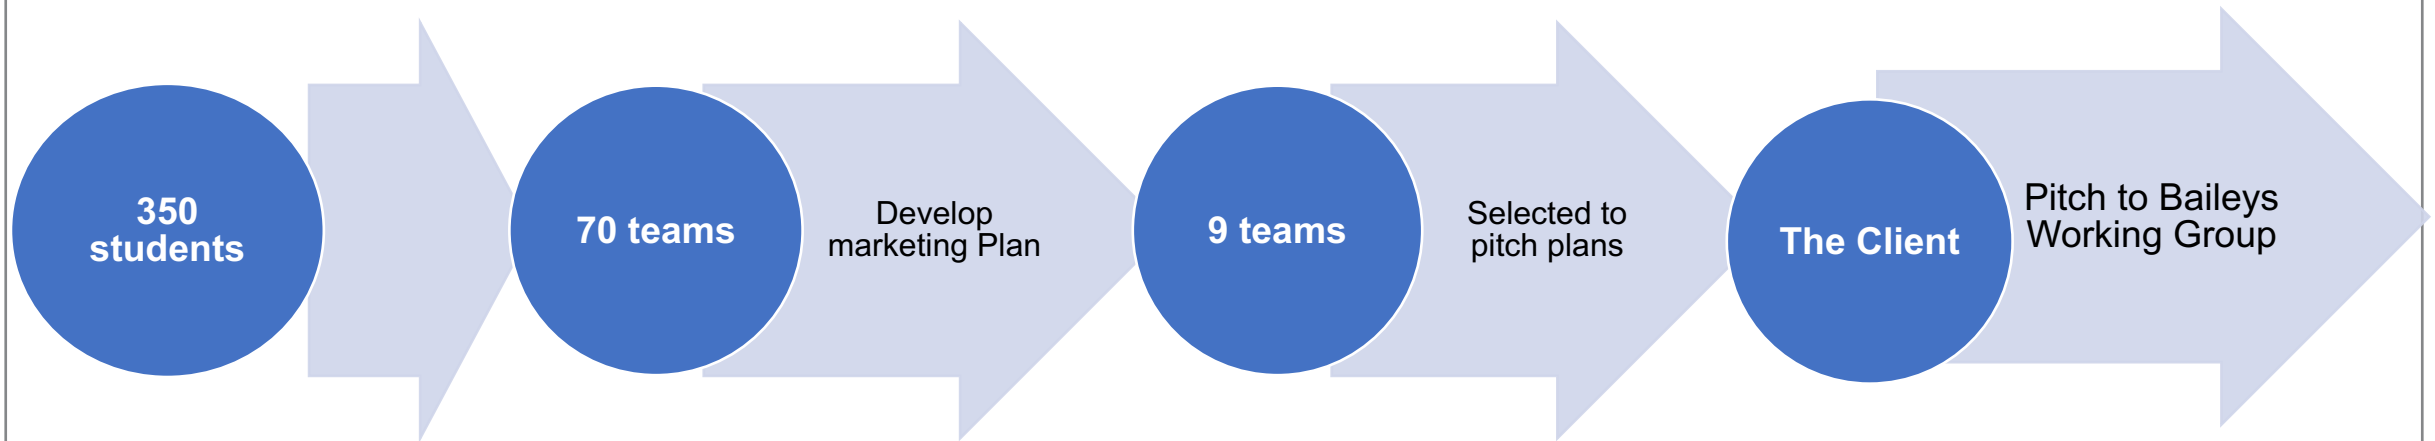 350
students
70 teams
Develop
marketing Plan
9 teams
Selected to
pitch plans
The Client
Pitch to Baileys
Working Group